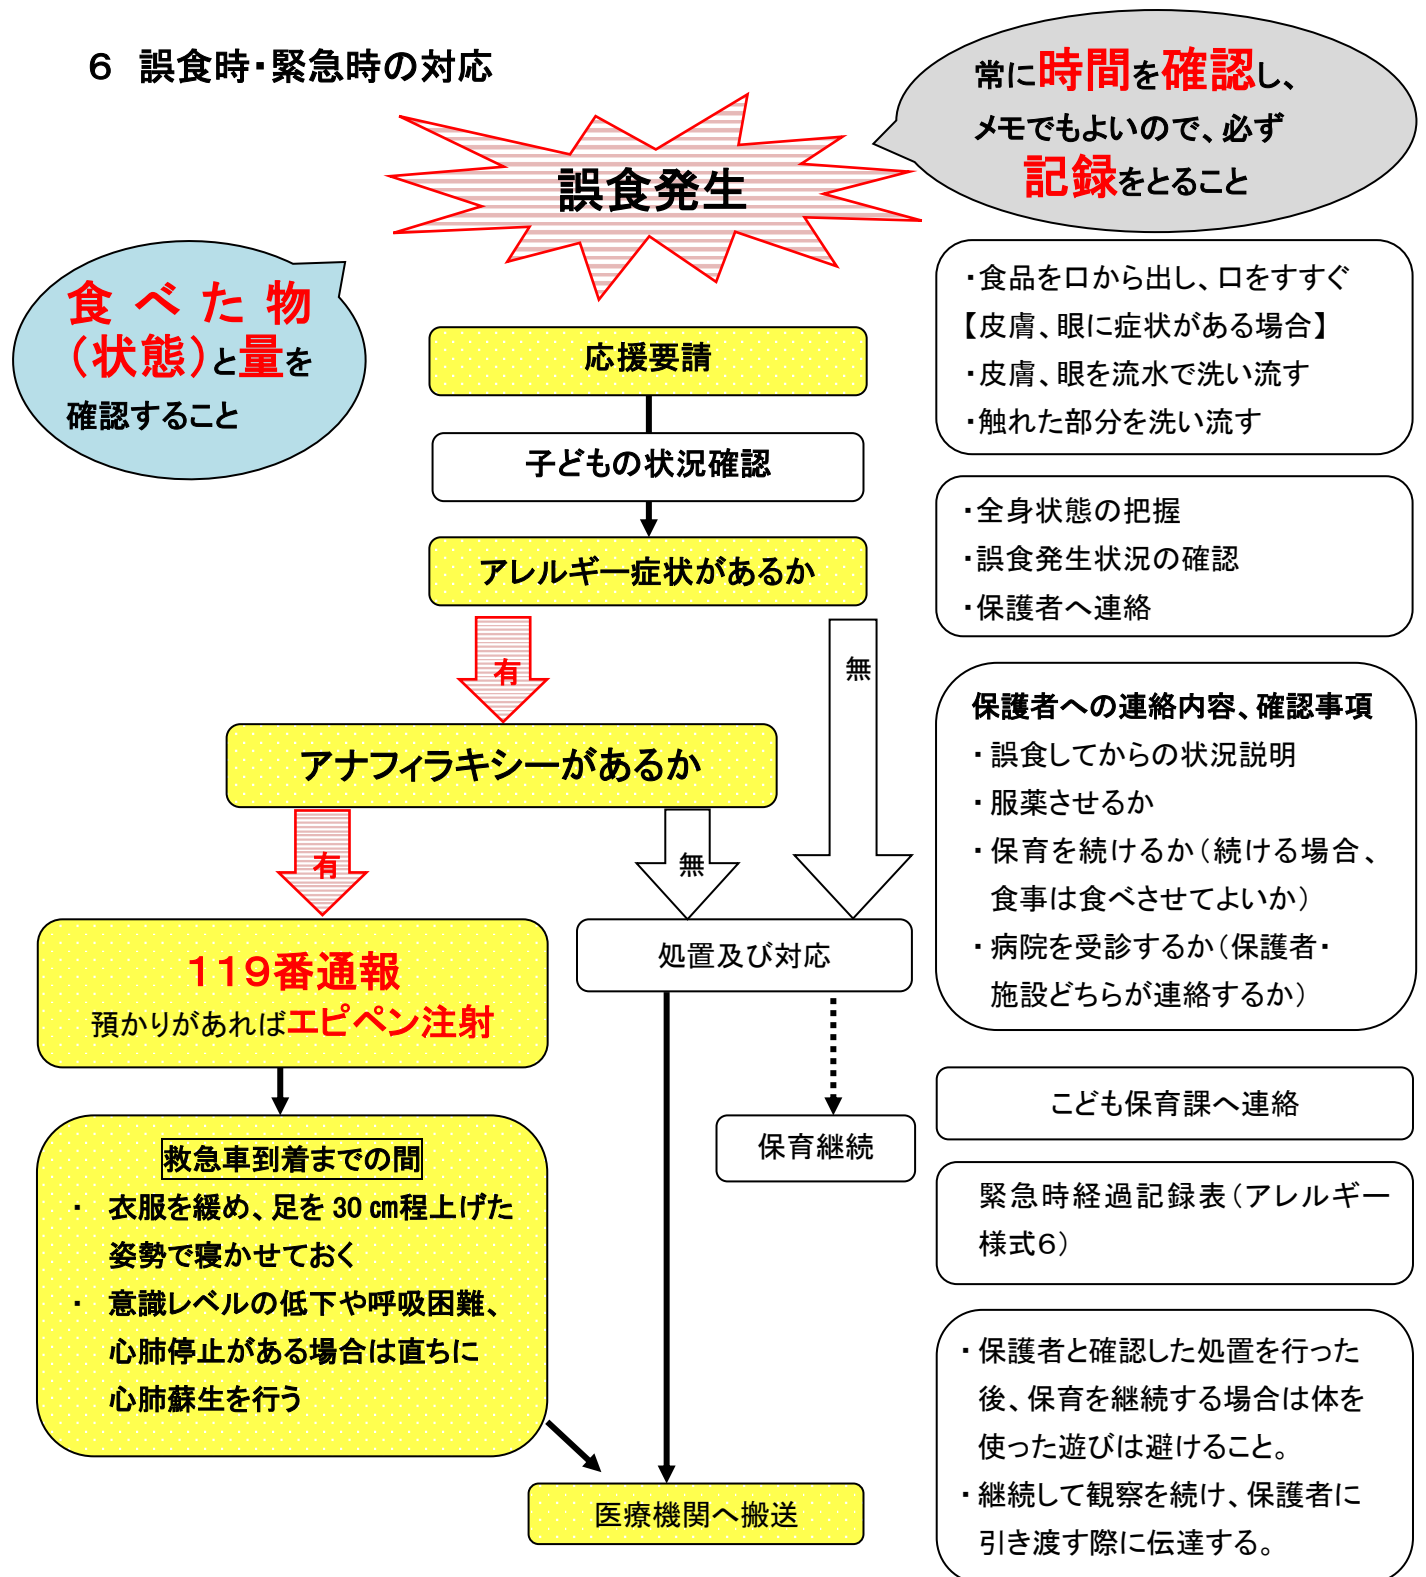 ６ 誤食時・緊急時の対応
常に時間を確認し、
メモでもよいので、必ず
記録をとること
誤食発生
食べた物
（状態）と量を
確認すること
応援要請
子どもの状況確認
アレルギー症状があるか
有
無
アナフィラキシーがあるか
有
無
１１９番通報
預かりがあればエピペン注射
処置及び対応
救急車到着までの間
・ 衣服を緩め、足を 30 ㎝程上げた
姿勢で寝かせておく
・ 意識レベルの低下や呼吸困難、
心肺停止がある場合は直ちに
心肺蘇生を行う
保育継続
医療機関へ搬送
・食品を口から出し、口をすすぐ
【皮膚、眼に症状がある場合】
・皮膚、眼を流水で洗い流す
・触れた部分を洗い流す
・全身状態の把握
・誤食発生状況の確認
・保護者へ連絡
保護者への連絡内容、確認事項
・誤食してからの状況説明
・服薬させるか
・保育を続けるか（続ける場合、
食事は食べさせてよいか）
・病院を受診するか（保護者・
施設どちらが連絡するか）
こども保育課へ連絡
緊急時経過記録表（アレルギー
様式６）
・保護者と確認した処置を行った
後、保育を継続する場合は体を
使った遊びは避けること。
・継続して観察を続け、保護者に
引き渡す際に伝達する。